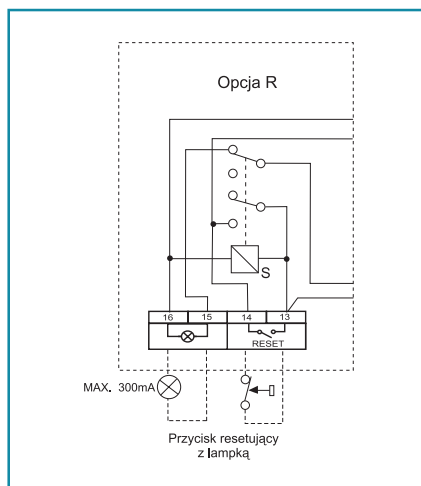 Opcja R
S
16 15 14 13
RESET
MAX. 300mA
Przycisk resetujący
z lampką